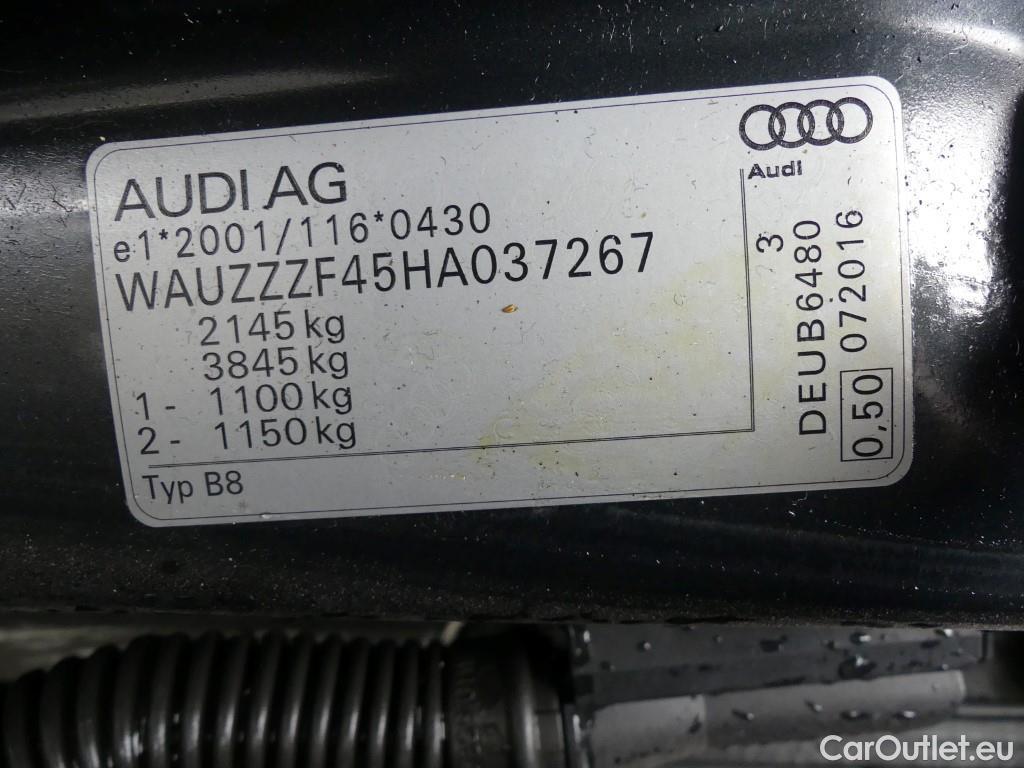 AUDI AG
e1*2001/116*0430
WAUZZZF45HA037267
2145 kg
3845 kg
1 - 1100 kg
2 - 1150 kg
Typ B8
Audi
3
DEUB6480
0,50 072016
CarOutlet.eu